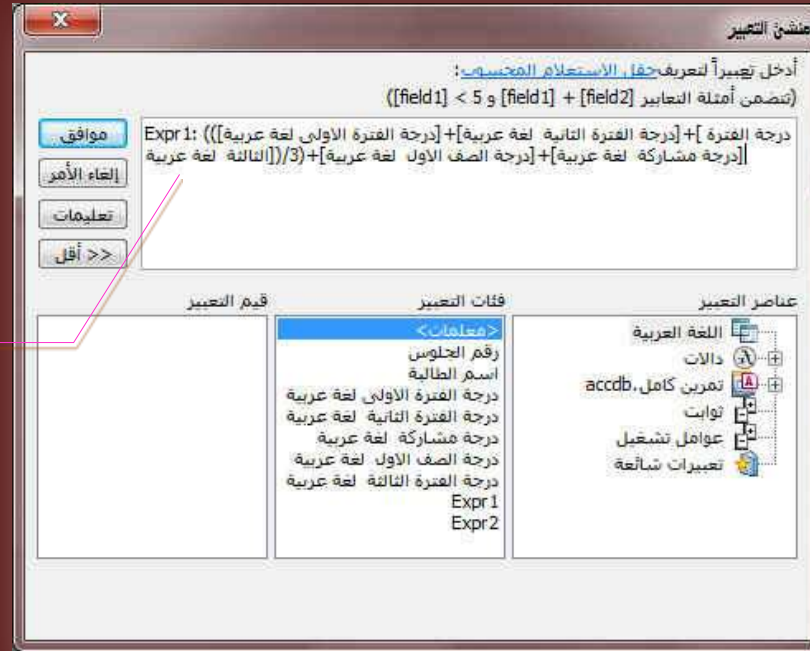 منشئ التعبير
أدخل تعبيراً لتعريف حقل الاستعلام المحسوب:
(تتضمن أمثلة التعابير [field1] + [field2] و 5 > [field1])
Expr1: (([درجة الفترة الاولى لغة عربية]+[درجة الفترة الثانية لغة عربية]+[درجة الفترة
الثالثة لغة عربية])/3)+[درجة الصف الاول لغة عربية]+[درجة مشاركة لغة عربية]
موافق
إلغاء الأمر
تعليمات
<< أقل
عناصر التعبير
اللغة العربية
دالات
تمرين كامل.accdb
ثوابت
عوامل تشغيل
تعبيرات شائعة
فئات التعبير
<معلمات>
رقم الجلوس
اسم الطالبة
درجة الفترة الاولى لغة عربية
درجة الفترة الثانية لغة عربية
درجة مشاركة لغة عربية
درجة الصف الاول لغة عربية
درجة الفترة الثالثة لغة عربية
Expr1
Expr2
قيم التعبير